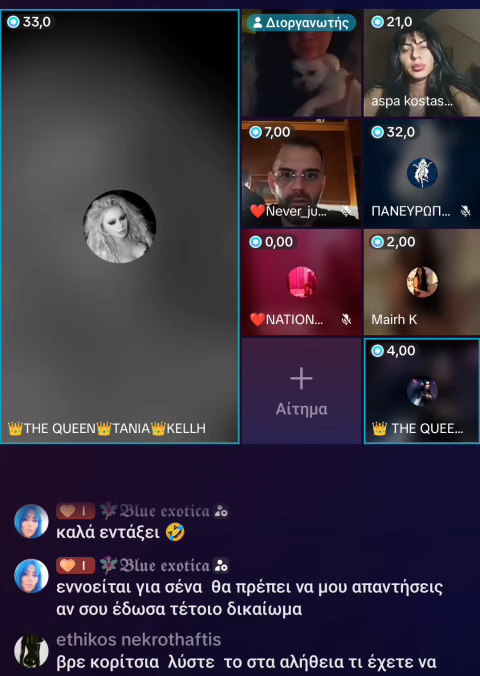 33,0
Διοργανωτής
21,0
aspa kostas...
7,00
❤️Never_ju...
32,0
ΠΑΝΕΥΡΩΠ...
0,00
❤️NATION...
2,00
Mairh K
👑THE QUEEN👑TANIA👑KELLH
Αίτημα
4,00
👑 THE QUEE...
I 🧚Blue exotica
καλά εντάξει 🤣
I 🧚Blue exotica
εννοείται για σένα θα πρέπει να μου απαντήσεις
αν σου έδωσα τέτοιο δικαίωμα
ethikos nekrothaftis
βρε κορίτσια λύστε το στα αλήθεια τι έχετε να